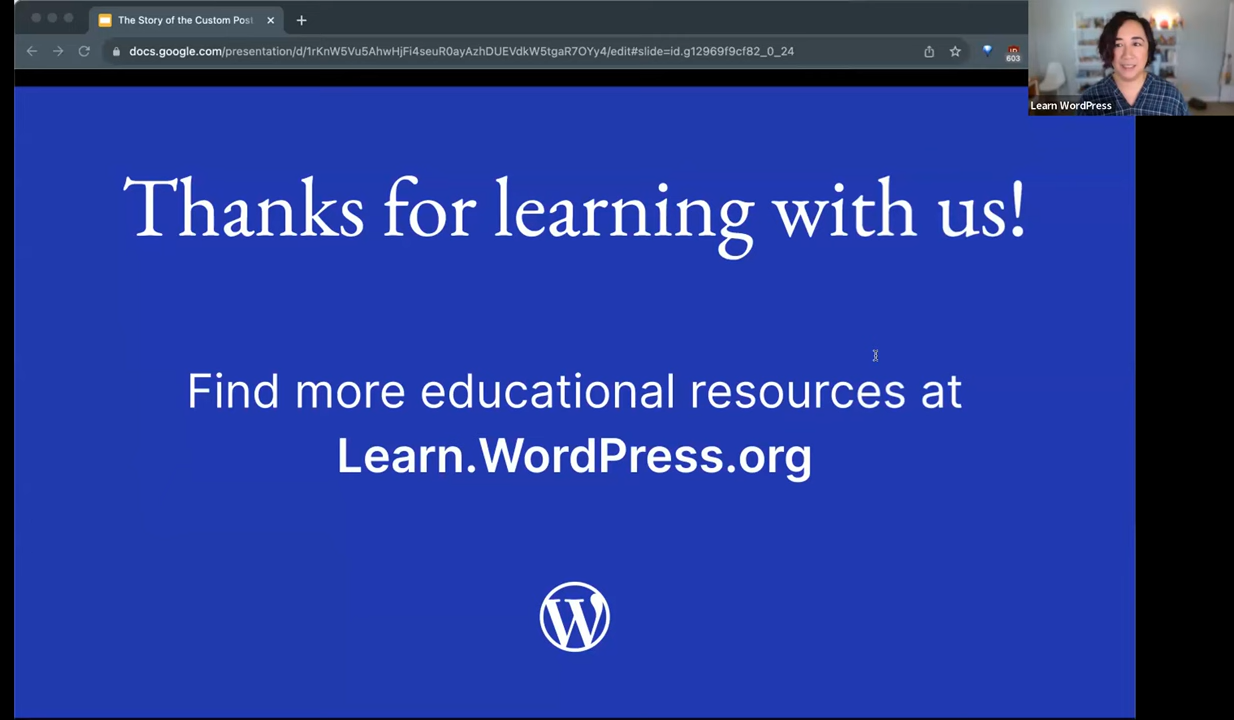 The Story of the Custom Post
docs.google.com/presentation/d/1rKnW5Vu5AhwHjFi4seuR0ayAzhDUEVdkW5tgaR7OYy4/edit#slide=id.g12969f9cf82_0_24
603
Learn WordPress
Thanks for learning with us!
Find more educational resources at
Learn.WordPress.org